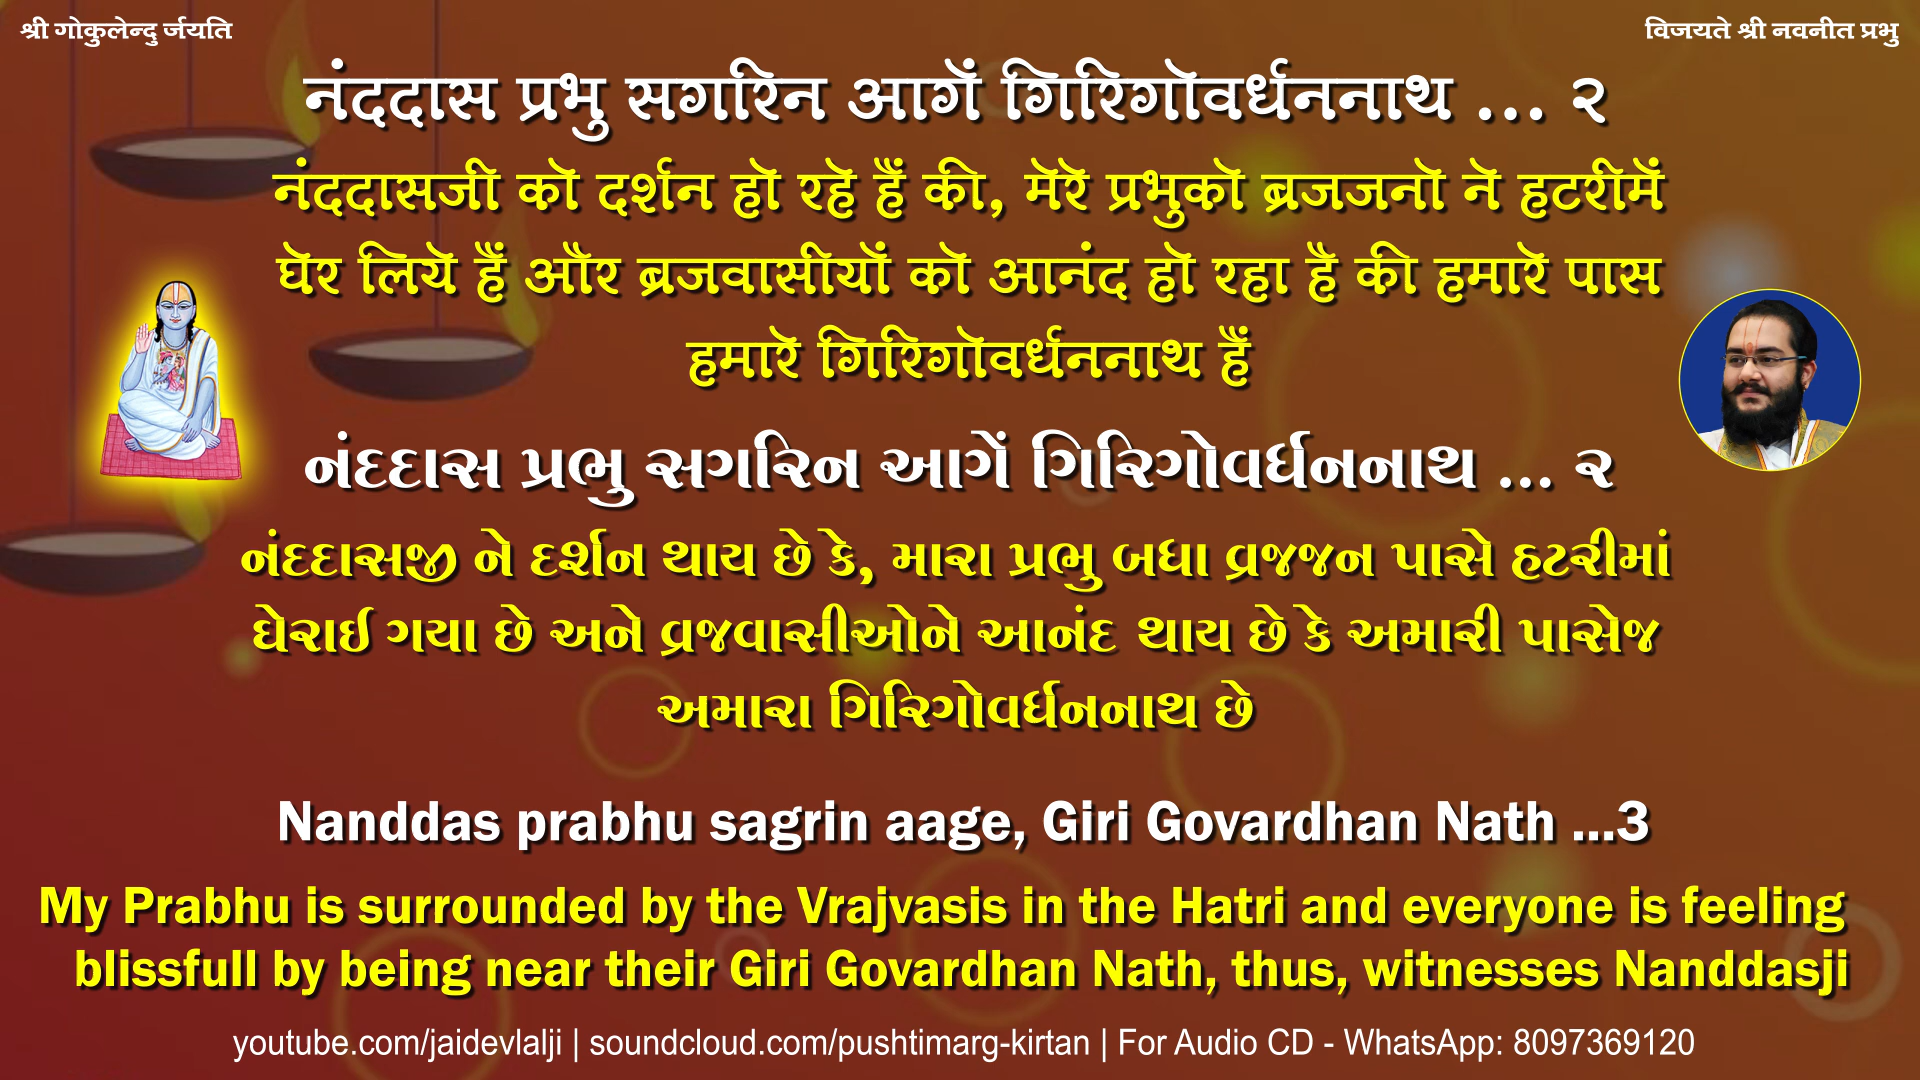 श्री गोकुलेन्दु र्जयति
विजयते श्री नवनीत प्रभु
नंददास प्रभु सगरिन आगें गिरिगोवर्धननाथ ... २
नंददासजी को दर्शन हो रहे हैं की, मेरे प्रभुको ब्रजजनो ने हटरीमें
घेर लिये हैं और ब्रजवासीयों को आनंद हो रहा है की हमारे पास
हमारे गिरिगोवर्धननाथ हैं
નંદદાસ પ્રભુ સગરિન આગેં ગિરિગોવર્ધનનાથ ... ૨
નંદદાસજી ને દર્શન થાય છે કે, મારા પ્રભુ બધા વ્રજજન પાસે હટરીમાં
ઘેરાઈ ગયા છે અને વ્રજવાસીઓને આનંદ થાય છે કે અમારી પાસેજ
અમારા ગિરિગોવર્ધનનાથ છે
Nanddas prabhu sagrin aage, Giri Govardhan Nath ...3
My Prabhu is surrounded by the Vrajvasis in the Hatri and everyone is feeling
blissfull by being near their Giri Govardhan Nath, thus, witnesses Nanddasji
youtube.com/jaidevlalji | soundcloud.com/pushtimarg-kirtan | For Audio CD - WhatsApp: 8097369120